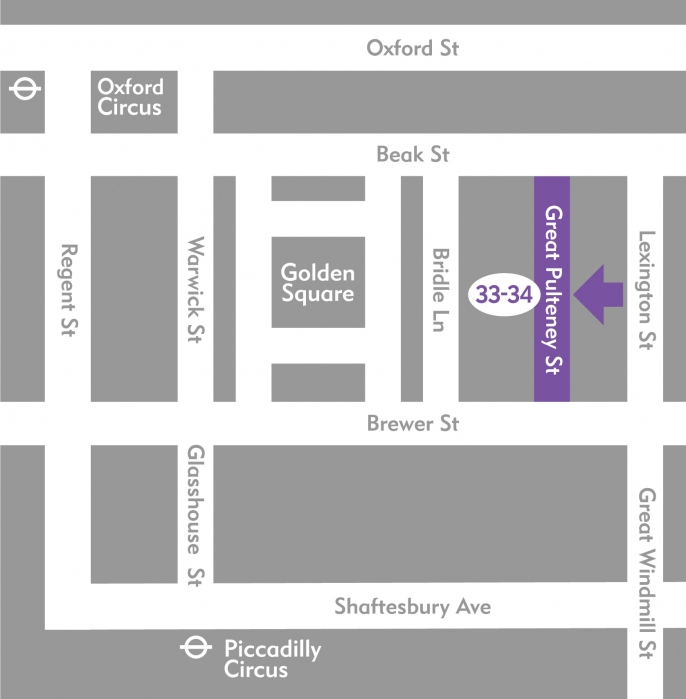 Oxford St
Oxford
Circus
Beak St
Regent St
Warwick St
Golden
Square
Bridle Ln
33-34
Great Pulteney St
Lexington St
Brewer St
Glasshouse St
Great Windmill St
Shaftesbury Ave
Piccadilly
Circus